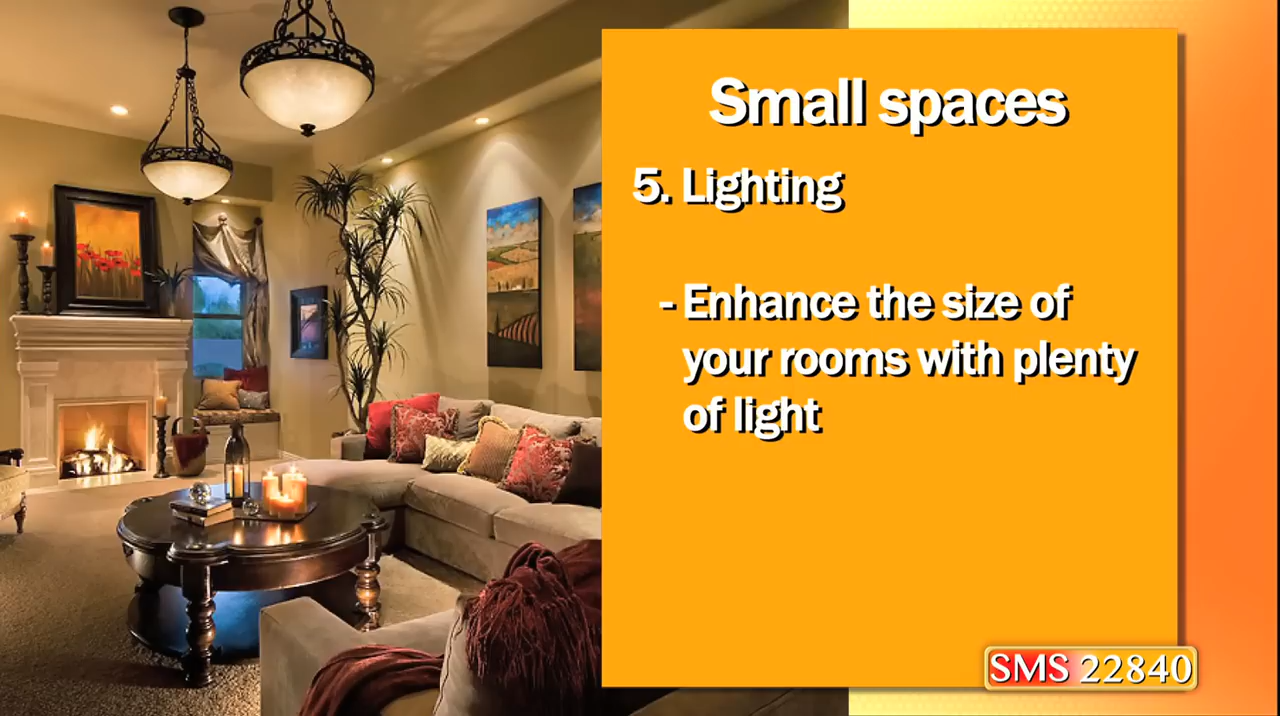 Small spaces
5. Lighting
- Enhance the size of
your rooms with plenty
of light
SMS 22840